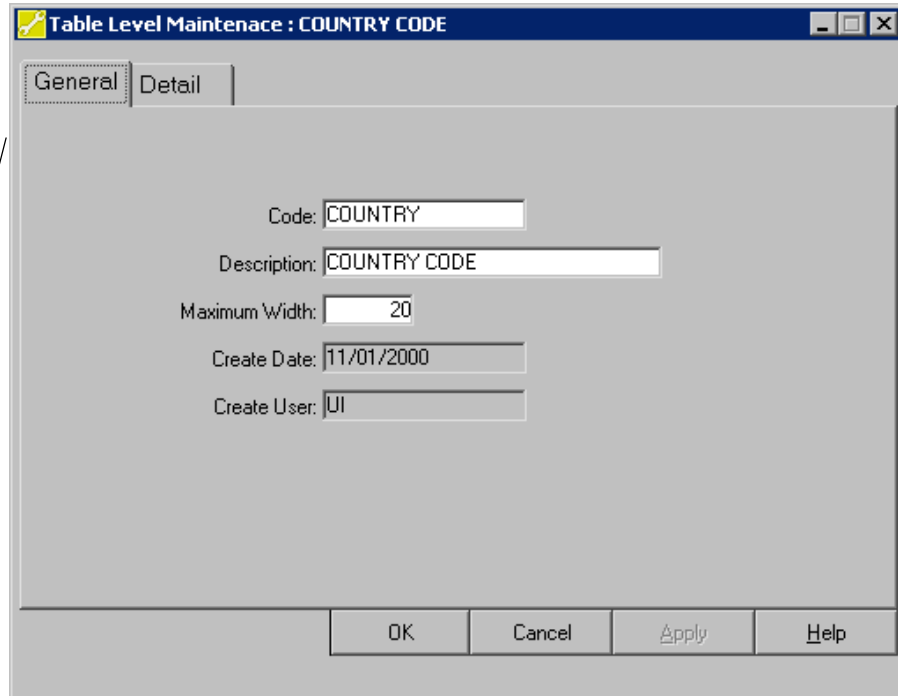 Table Level Maintenace : COUNTRY CODE
General Detail
Code: COUNTRY
Description: COUNTRY CODE
Maximum Width: 20
Create Date: 11/01/2000
Create User: UI
OK Cancel Apply Help